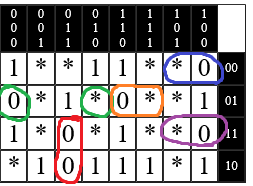 0 0 0 0 1 1 1 1
0 0 1 1 1 1 0 0
0 1 1 0 0 1 1 0
1 * * 1 1 * * 0 00
0 * 1 * 0 * * 1 01
1 * 0 * 1 * * 0 11
* 1 0 1 1 1 * 1 10